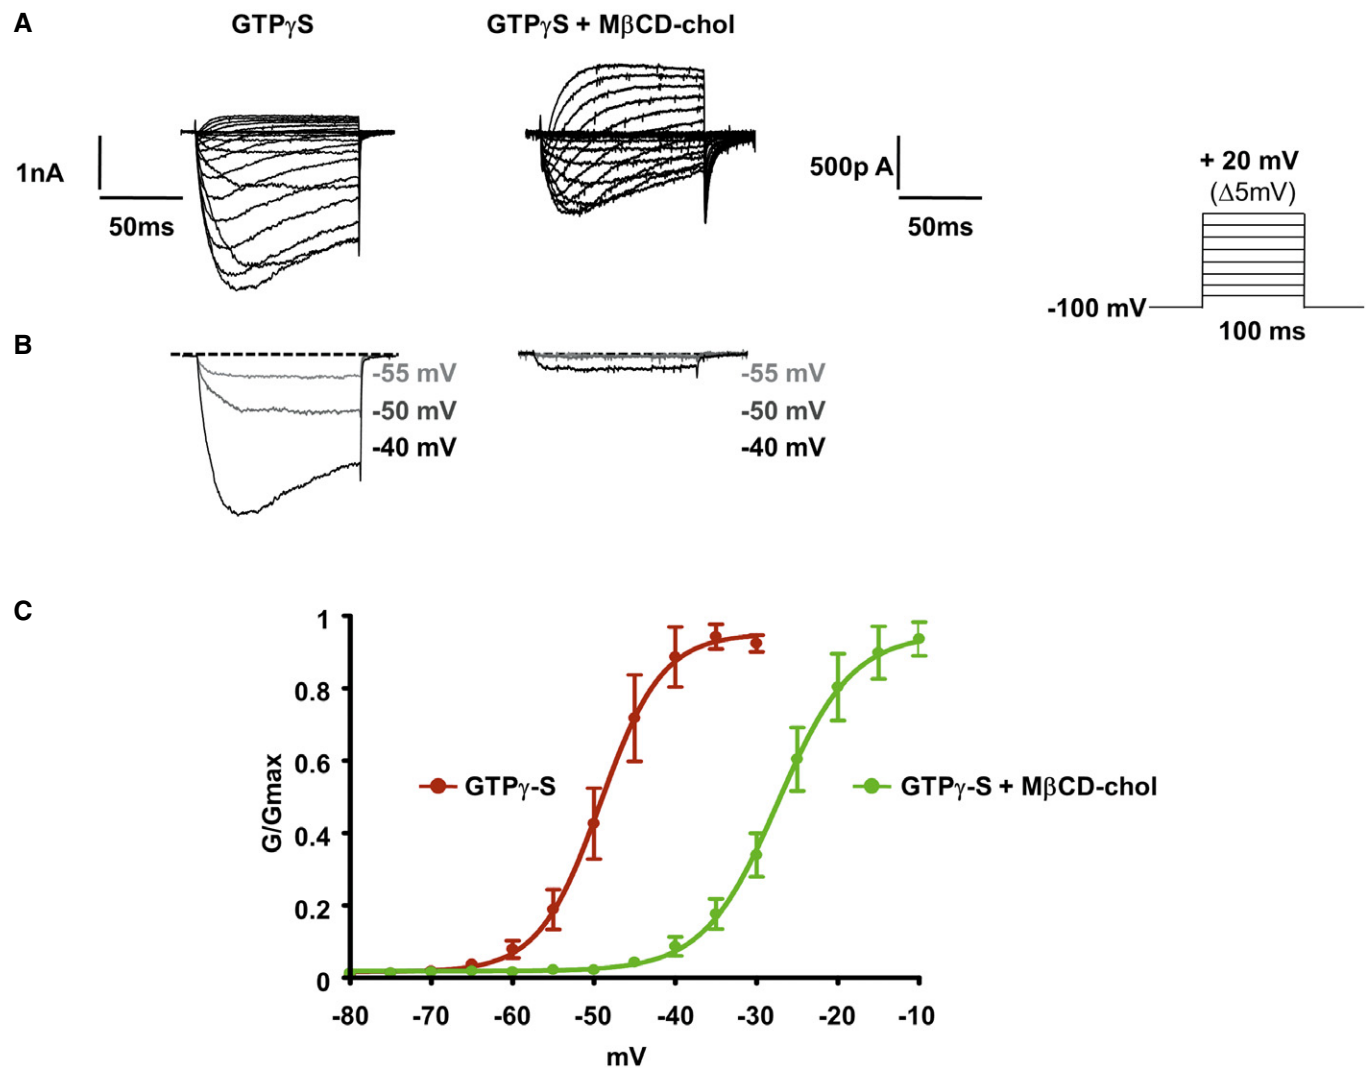 A
GTPγS
GTPγS + MβCD-chol
1nA
50ms
500p A
50ms
+ 20 mV
(Δ5mV)
-100 mV
100 ms
B
-55 mV
-50 mV
-40 mV
-55 mV
-50 mV
-40 mV
C
1
0.8
0.6
0.4
0.2
0
G/Gmax
GTPγ-S
GTPγ-S + MβCD-chol
-80 -70 -60 -50 -40 -30 -20 -10
mV